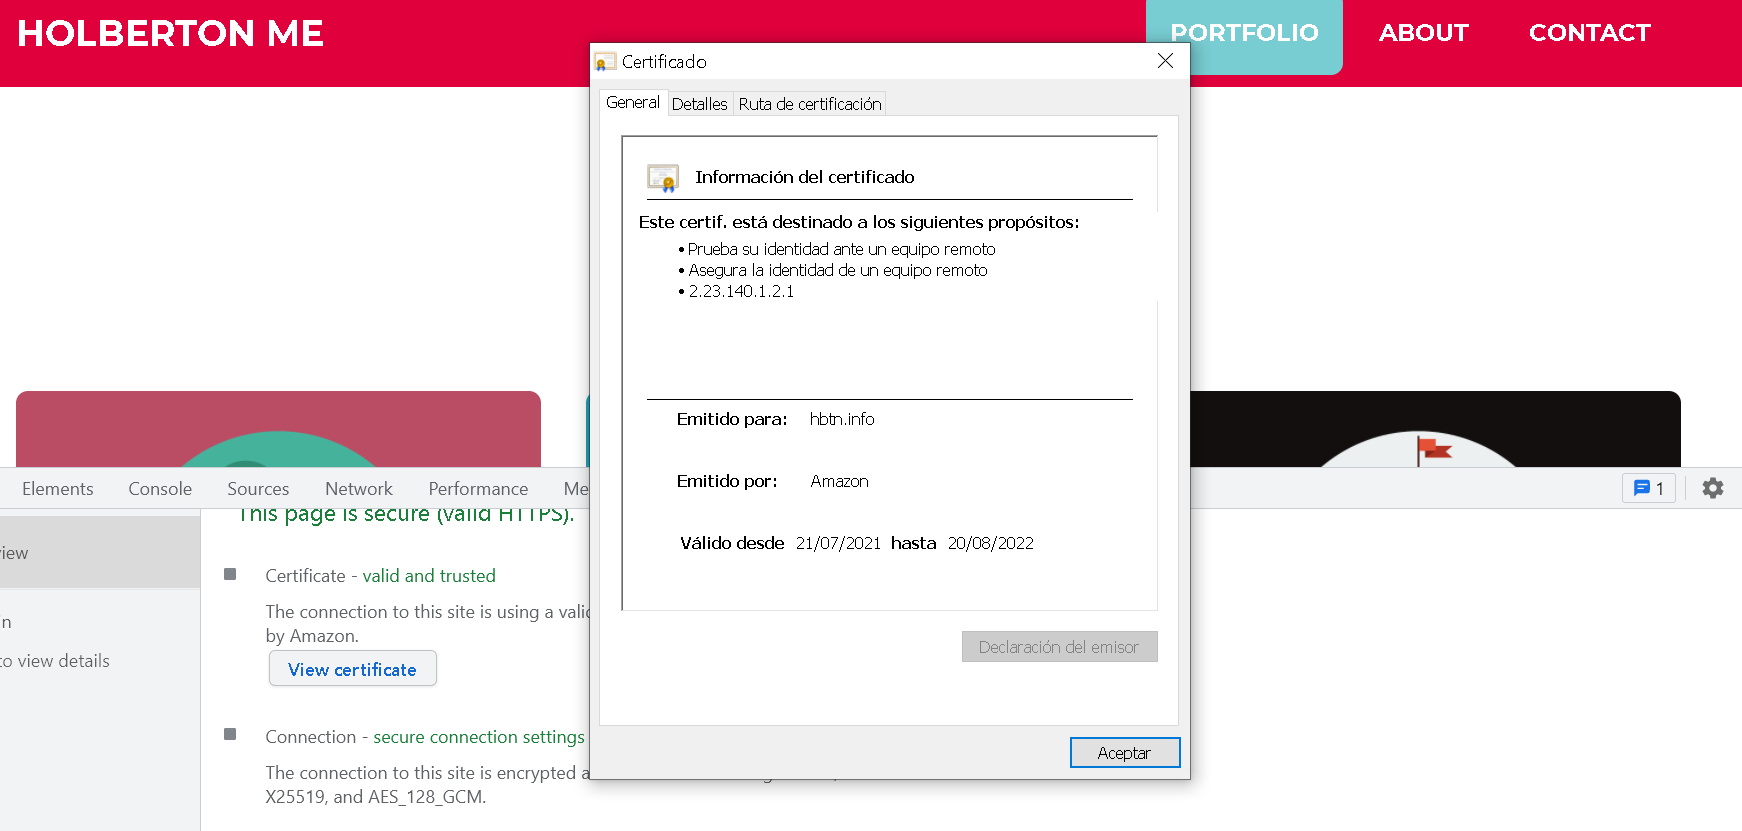 HOLBERTON ME
PORTFOLIO
ABOUT
CONTACT
Certificado
General
Detalles
Ruta de certificación
Información del certificado
Este certif. está destinado a los siguientes propósitos:
• Prueba su identidad ante un equipo remoto
• Asegura la identidad de un equipo remoto
• 2.23.140.1.2.1
Emitido para: hbtn.info
Emitido por: Amazon
Válido desde 21/07/2021 hasta 20/08/2022
Declaración del emisor
Aceptar
Elements
Console
Sources
Network
Performance
Me
1
This page is secure (valid HTTPS).
iew
n
to view details
Certificate - valid and trusted
The connection to this site is using a valid
by Amazon.
View certificate
Connection - secure connection settings
The connection to this site is encrypted a
X25519, and AES_128_GCM.